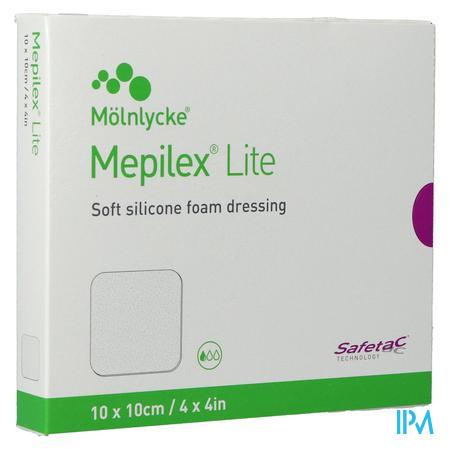 Mepilex® Lite
10 x 10cm / 4 x 4in
Mölnlycke®
Mepilex® Lite
Soft silicone foam dressing
Safetac
TECHNOLOGY
10 x 10cm / 4 x 4in
IPM